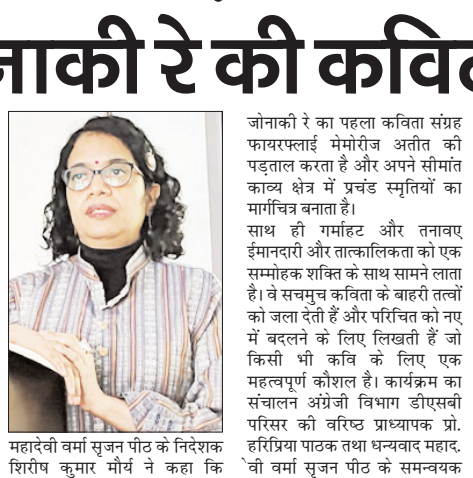 नाकी रे की कवित
महादेवी वर्मा सृजन पीठ के निदेशक
शिरीष कुमार मौर्य ने कहा कि
जोनाकी रे का पहला कविता संग्रह
फायरफ्लाई मेमोरीज अतीत की
पड़ताल करता है और अपने सीमांत
काव्य क्षेत्र में प्रचंड स्मृतियों का
मार्गचित्र बनाता है।
साथ ही गर्माहट और तनावए
ईमानदारी और तात्कालिकता को एक
सम्मोहक शक्ति के साथ सामने लाता
है। वे सचमुच कविता के बाहरी तत्वों
को जला देती हैं और परिचित को नए
में बदलने के लिए लिखती हैं जो
किसी भी कवि के लिए एक
महत्वपूर्ण कौशल है। कार्यक्रम का
संचालन अंग्रेजी विभाग डीएसबी
परिसर की वरिष्ठ प्राध्यापक प्रो.
हरिप्रिया पाठक तथा धन्यवाद महाद.
ेवी वर्मा सृजन पीठ के समन्वयक